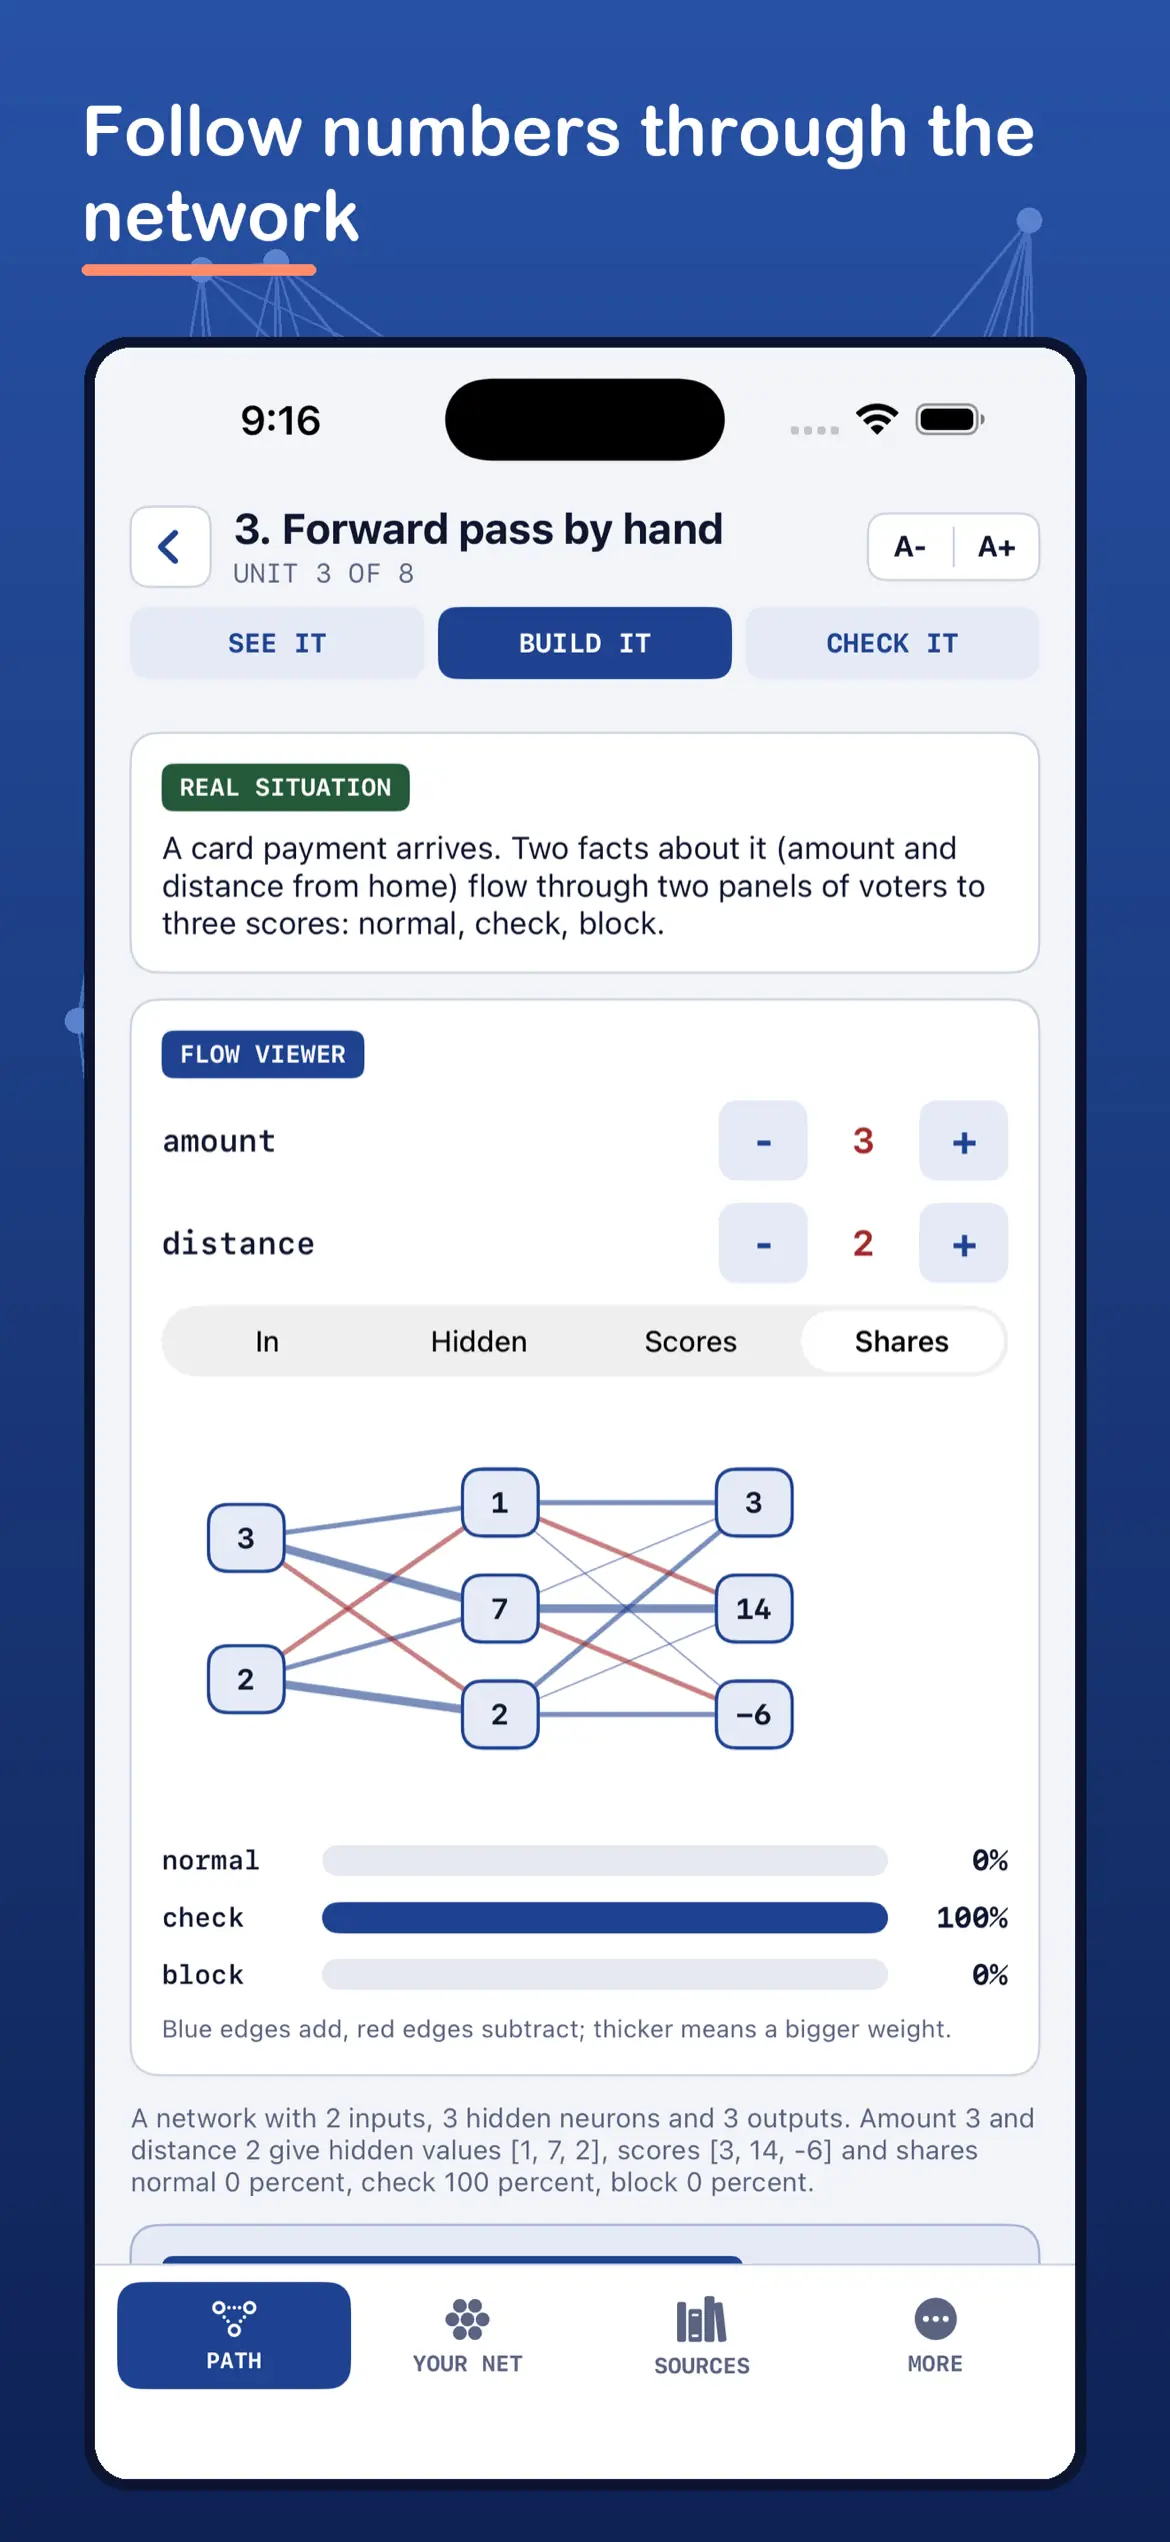 Follow numbers through the
network
9:16
3. Forward pass by hand
UNIT 3 OF 8
A- A+
SEE IT BUILD IT CHECK IT
REAL SITUATION
A card payment arrives. Two facts about it (amount and
distance from home) flow through two panels of voters to
three scores: normal, check, block.
FLOW VIEWER
amount - 3 +
distance - 2 +
In Hidden Scores Shares
1 3
3
7 14
2
2 −6
normal 0%
check 100%
block 0%
Blue edges add, red edges subtract; thicker means a bigger weight.
A network with 2 inputs, 3 hidden neurons and 3 outputs. Amount 3 and
distance 2 give hidden values [1, 7, 2], scores [3, 14, -6] and shares
normal 0 percent, check 100 percent, block 0 percent.
PATH YOUR NET SOURCES MORE